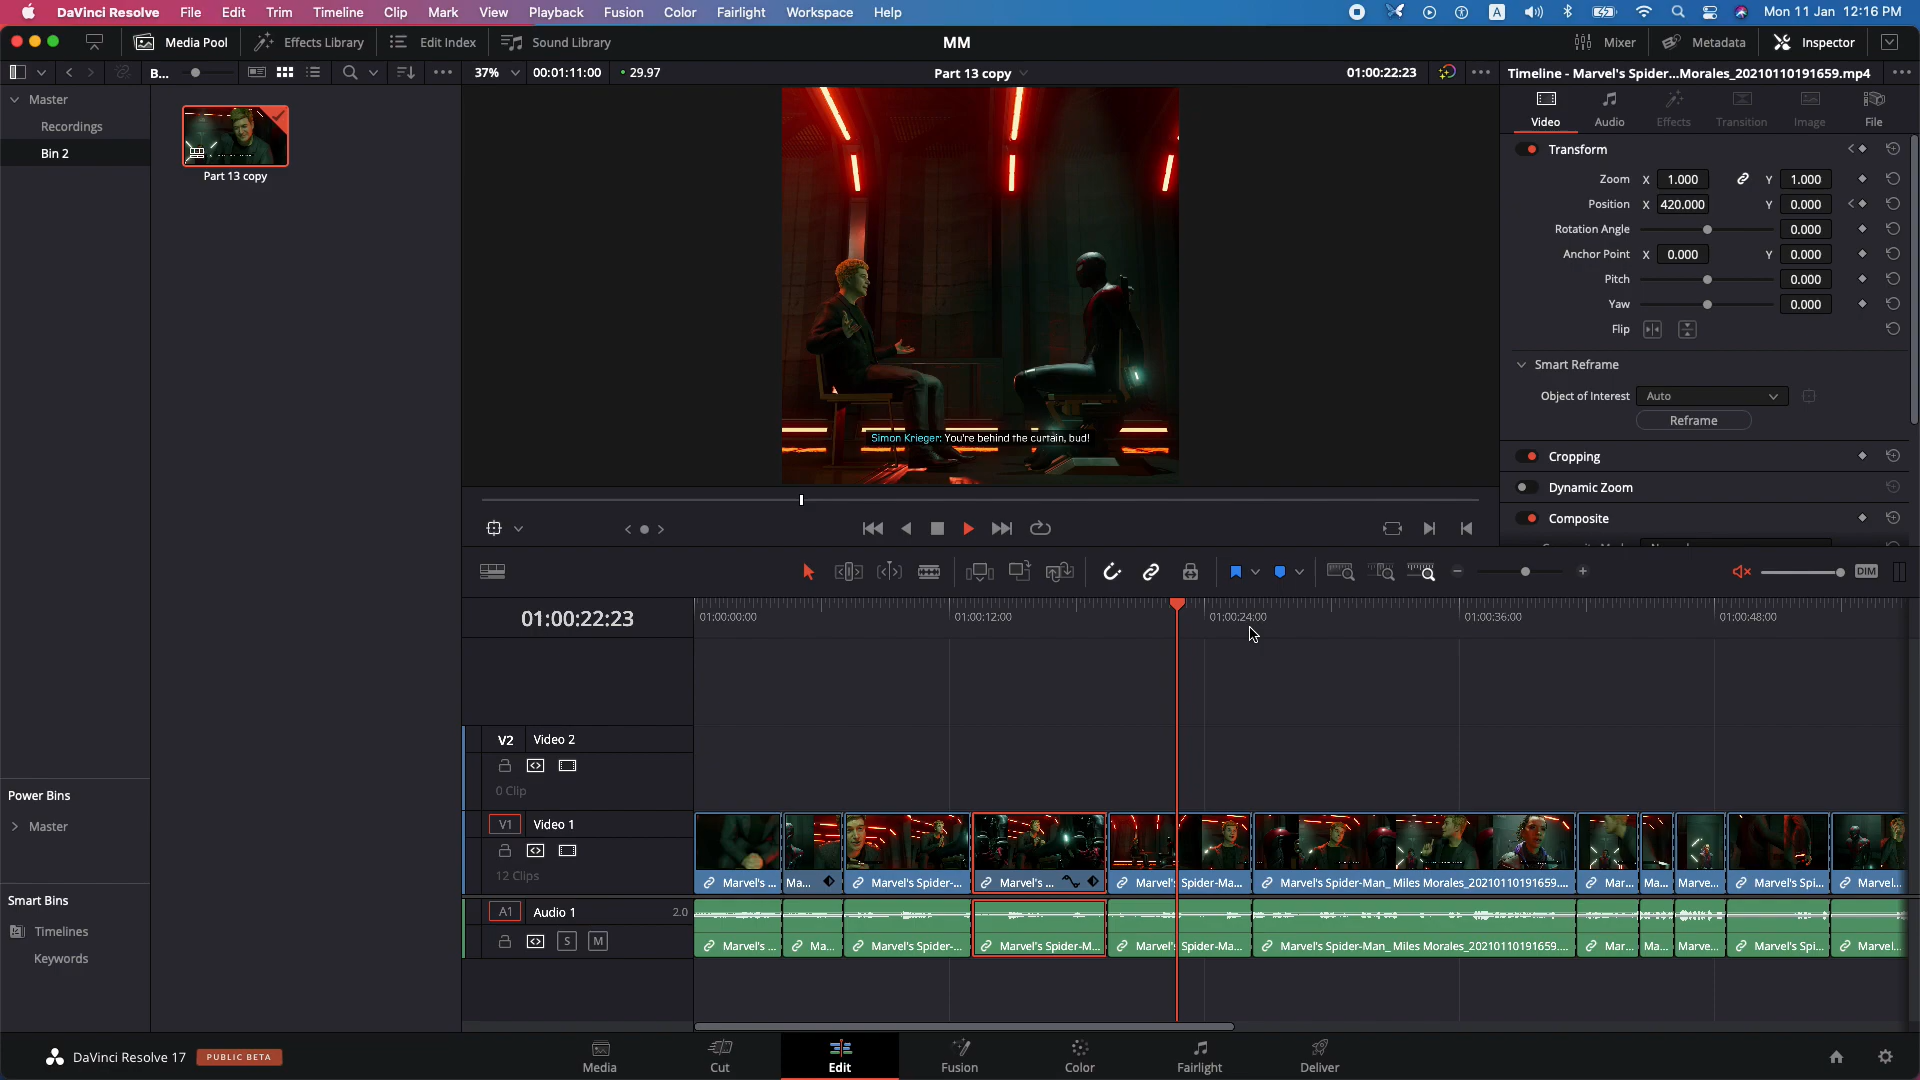 DaVinci Resolve File Edit Trim Timeline Clip Mark View Playback Fusion Color Fairlight Workspace Help A Mon 11 Jan 12:16 PM
Media Pool Effects Library Edit Index Sound Library MM Mixer Metadata Inspector
B... 37% 00:01:11:00 29.97 Part 13 copy 01:00:22:23 Timeline - Marvel's Spider...Morales_20210110191659.mp4
Master
Recordings
Bin 2
Part 13 copy
Simon Krieger: You're behind the curtain, bud!
Video Audio Effects Transition Image File
Transform
Zoom X 1.000 Y 1.000
Position X 420.000 Y 0.000
Rotation Angle 0.000
Anchor Point X 0.000 Y 0.000
Pitch 0.000
Yaw 0.000
Flip
Smart Reframe
Object of Interest Auto
Reframe
Cropping
Dynamic Zoom
Composite
DIM
01:00:22:23 01:00:00:00 01:00:12:00 01:00:24:00 01:00:36:00 01:00:48:00
V2 Video 2
0 Clip
V1 Video 1
12 Clips
Marvel's ... Ma... Marvel's Spider-... Marvel's ... Marvel's Spider-Ma... Marvel's Spider-Man_ Miles Morales_20210110191659.... Mar... Ma... Marve... Marvel's Spi... Marvel...
A1 Audio 1 2.0
S M
Marvel's ... Ma... Marvel's Spider-... Marvel's Spider-M... Marvel's Spider-Ma... Marvel's Spider-Man_ Miles Morales_20210110191659.... Mar... Ma... Marve... Marvel's Spi... Marvel...
Power Bins
Master
Smart Bins
Timelines
Keywords
DaVinci Resolve 17 PUBLIC BETA
Media Cut Edit Fusion Color Fairlight Deliver